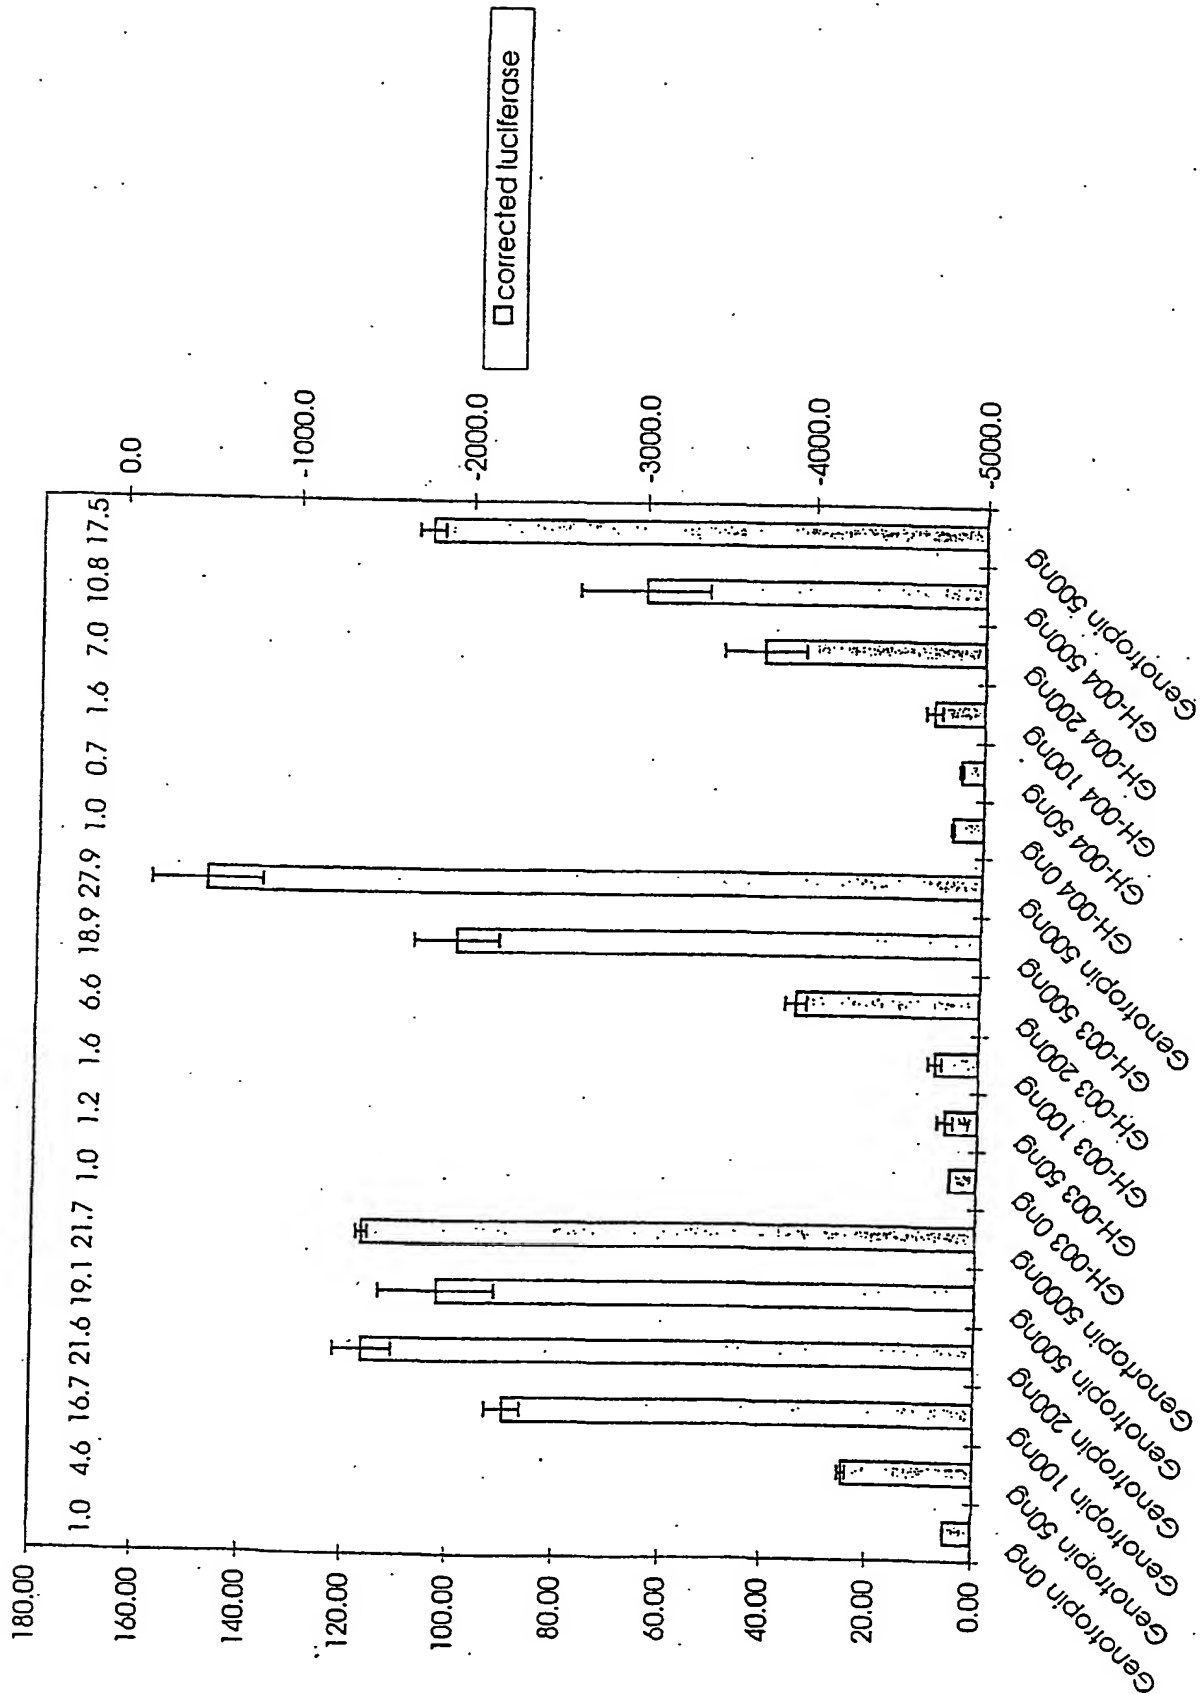 180.00
160.00
140.00
120.00
100.00
80.00
60.00
40.00
20.00
0.00
1.0 4.6 16.7 21.6 19.1 21.7 1.0 1.2 1.6 6.6 18.9 27.9 1.0 0.7 1.6 7.0 10.8 17.5
0.0
-1000.0
-2000.0
-3000.0
-4000.0
-5000.0
Genotropin 0ng
Genotropin 50ng
Genotropin 100ng
Genotropin 200ng
Genotropin 500ng
Genortopin 5000ng
GH-003 0ng
GH-003 50ng
GH-003 100ng
GH-003 200ng
GH-003 500ng
Genotropin 500ng
GH-004 0ng
GH-004 50ng
GH-004 100ng
GH-004 200ng
GH-004 500ng
Genotropin 500ng
corrected luciferase